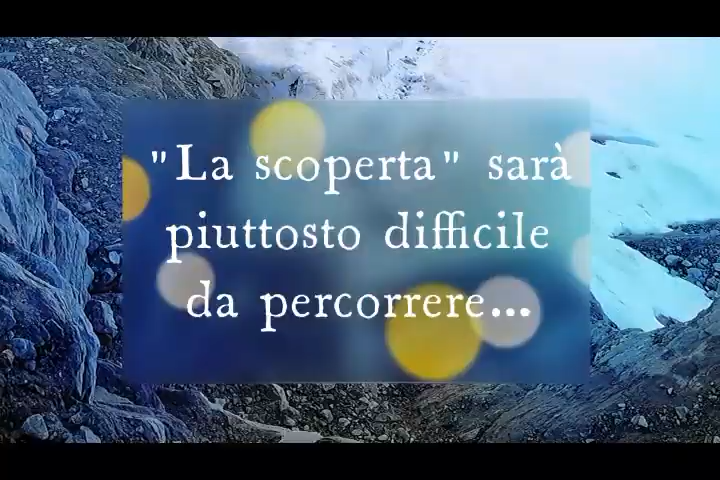 "La scoperta" sarà
piuttosto difficile
da percorrere...